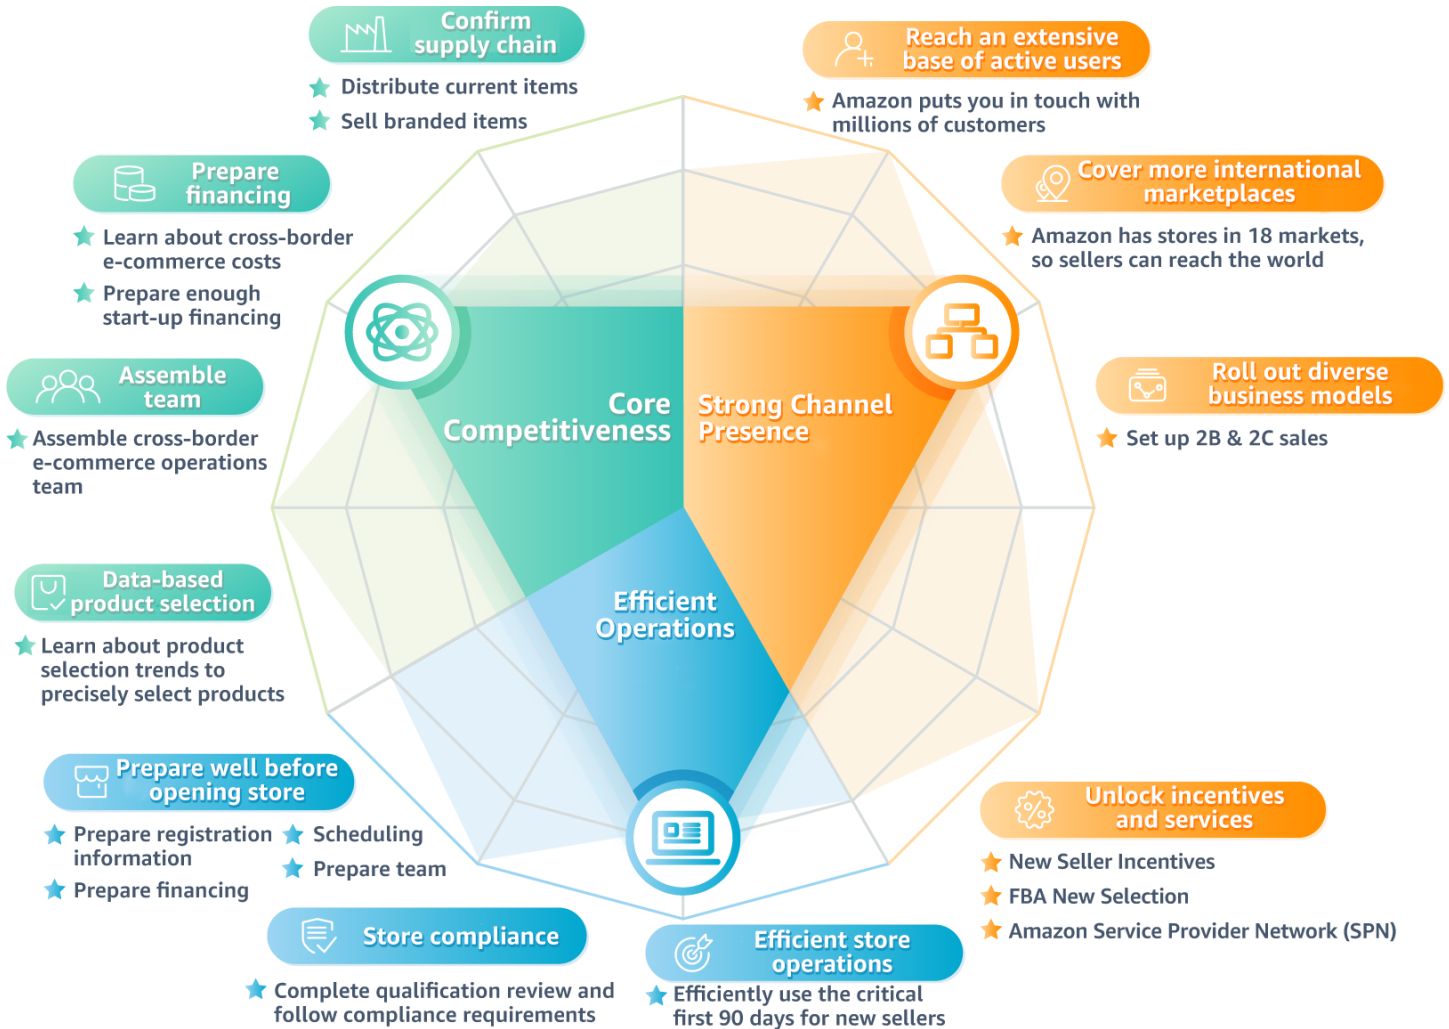 Confirm
supply chain
Distribute current items
Sell branded items
Prepare
financing
Learn about cross-border
e-commerce costs
Prepare enough
start-up financing
Assemble
team
Assemble cross-border
e-commerce operations
team
Data-based
product selection
Learn about product
selection trends to
precisely select products
Core
Competitiveness
Strong Channel
Presence
Efficient
Operations
Reach an extensive
base of active users
Amazon puts you in touch with
millions of customers
Cover more international
marketplaces
Amazon has stores in 18 markets,
so sellers can reach the world
Roll out diverse
business models
Set up 2B & 2C sales
Unlock incentives
and services
New Seller Incentives
FBA New Selection
Amazon Service Provider Network (SPN)
Prepare well before
opening store
Prepare registration
information
Prepare financing
Scheduling
Prepare team
Store compliance
Complete qualification review and
follow compliance requirements
Efficient store
operations
Efficiently use the critical
first 90 days for new sellers